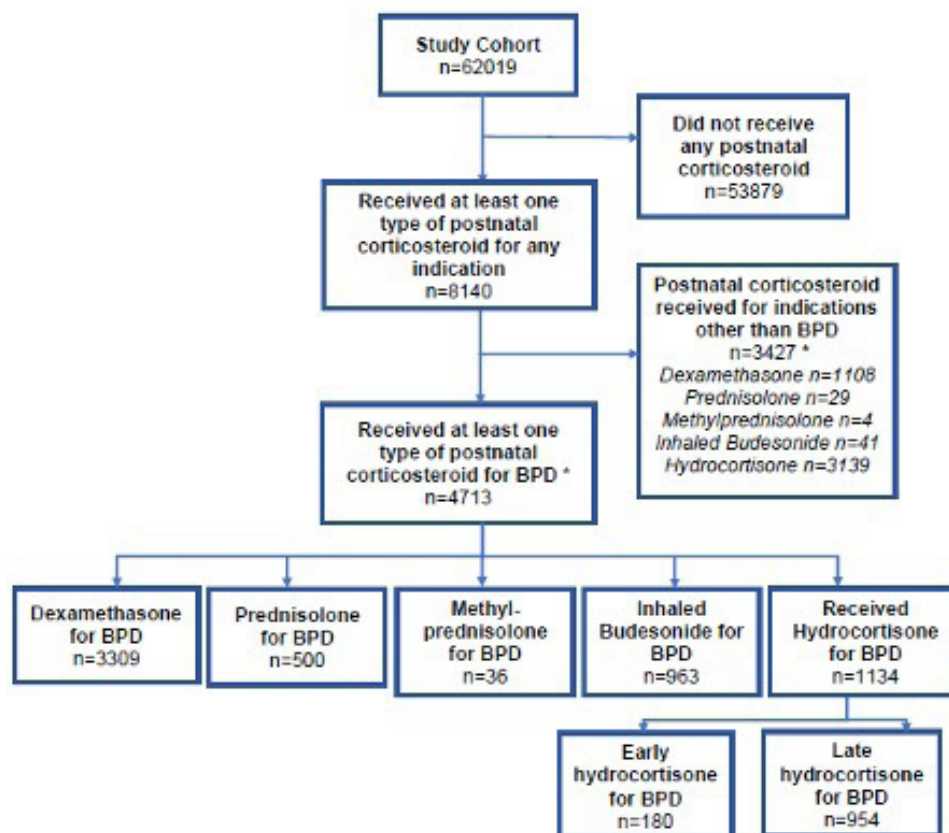 Study Cohort
n=62019
Did not receive
any postnatal
corticosteroid
n=53879
Received at least one
type of postnatal
corticosteroid for any
indication
n=8140
Postnatal corticosteroid
received for indications
other than BPD
n=3427 *
Dexamethasone n=1108
Prednisolone n=29
Methylprednisolone n=4
Inhaled Budesonide n=41
Hydrocortisone n=3139
Received at least one
type of postnatal
corticosteroid for BPD *
n=4713
Dexamethasone
for BPD
n=3309
Prednisolone
for BPD
n=500
Methyl-
prednisolone
for BPD
n=36
Inhaled
Budesonide for
BPD
n=963
Received
Hydrocortisone for
BPD
n=1134
Early
hydrocortisone
for BPD
n=180
Late
hydrocortisone
for BPD
n=954